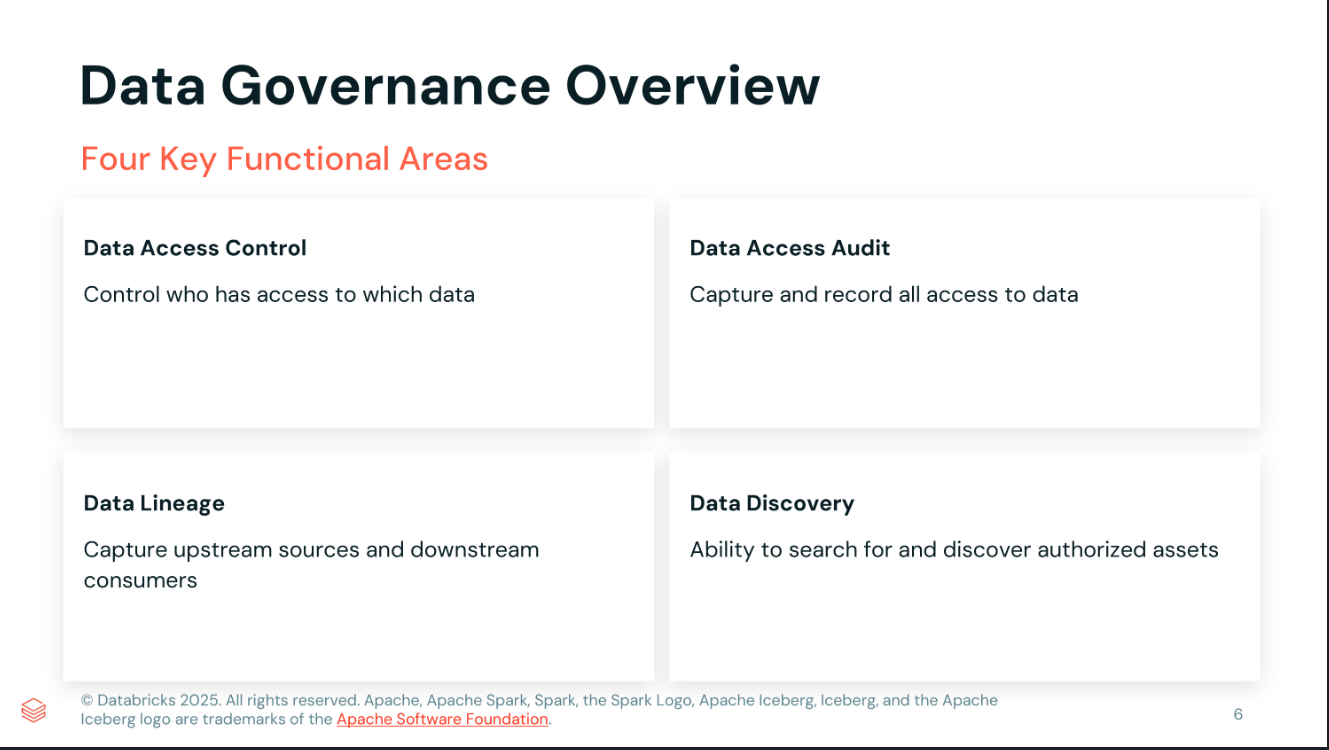 Data Governance Overview
Four Key Functional Areas
Data Access Control
Control who has access to which data
Data Access Audit
Capture and record all access to data
Data Lineage
Capture upstream sources and downstream
consumers
Data Discovery
Ability to search for and discover authorized assets
© Databricks 2025. All rights reserved. Apache, Apache Spark, Spark, the Spark Logo, Apache Iceberg, Iceberg, and the Apache
Iceberg logo are trademarks of the Apache Software Foundation.
6